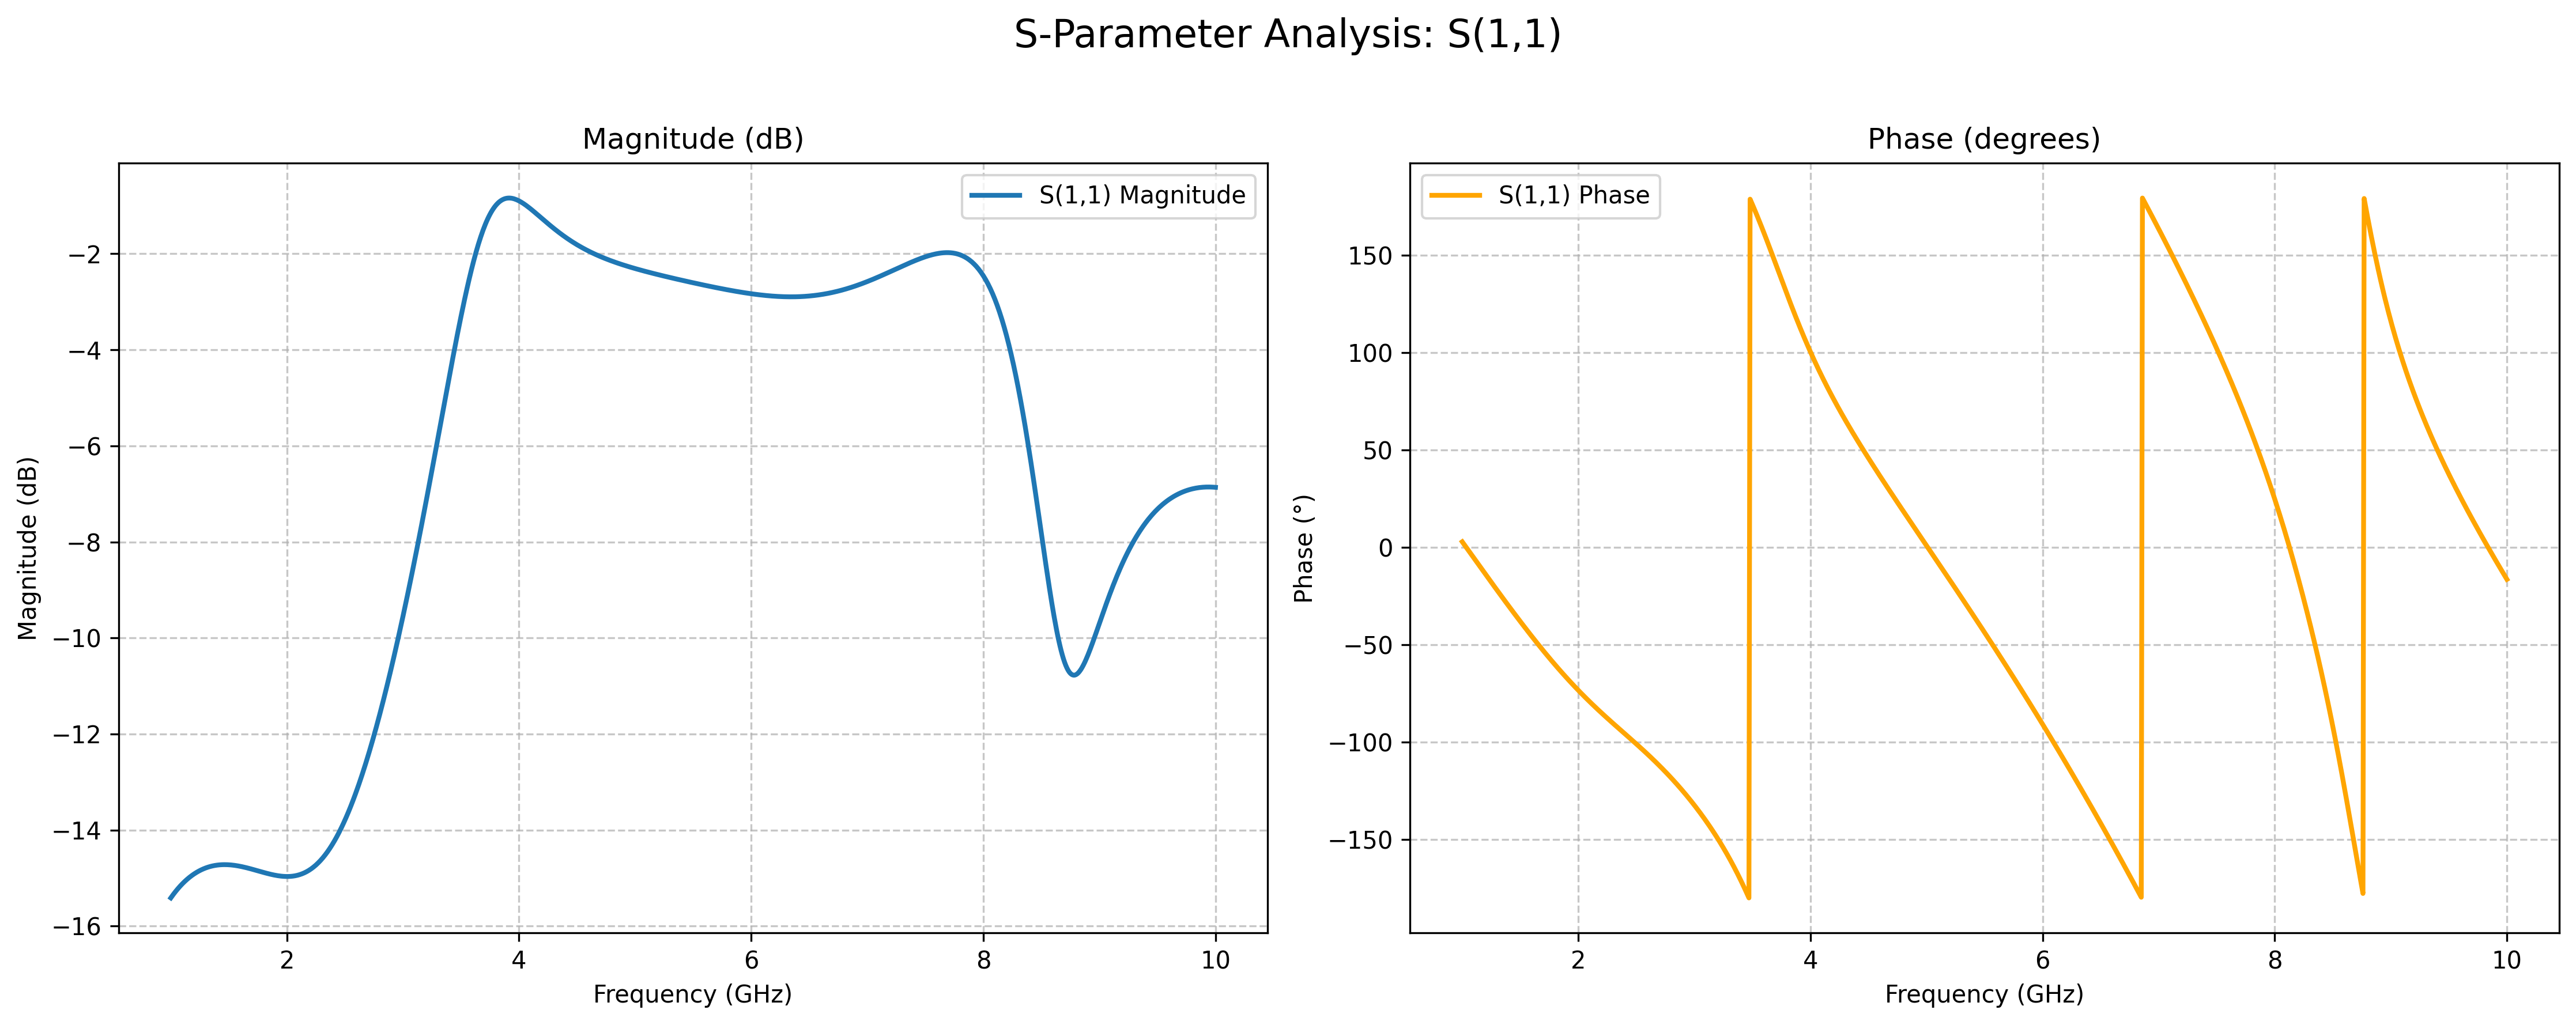 S-Parameter Analysis: S(1,1)
Magnitude (dB)
S(1,1) Magnitude
Magnitude (dB)
−2
−4
−6
−8
−10
−12
−14
−16
2 4 6 8 10
Frequency (GHz)
Phase (degrees)
S(1,1) Phase
Phase (°)
150
100
50
0
−50
−100
−150
2 4 6 8 10
Frequency (GHz)